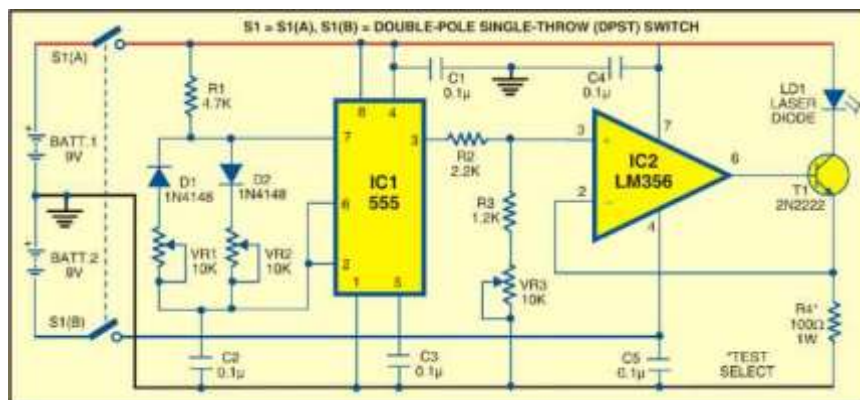 S1 = S1(A), S1(B) = DOUBLE-POLE SINGLE-THROW (DPST) SWITCH
S1(A)
R1
4.7K
8
4
C1
0.1µ
C4
0.1µ
LD1
LASER
DIODE
BATT.1
9V
7
3
R2
2.2K
3
+
7
IC2
LM356
6
D1
1N4148
D2
1N4148
IC1
555
6
R3
1.2K
2
-
4
T1
2N2222
BATT.2
9V
VR1
10K
VR2
10K
2
1
5
VR3
10K
R4*
100Ω
1W
S1(B)
C2
0.1µ
C3
0.1µ
C5
0.1µ
*TEST
SELECT